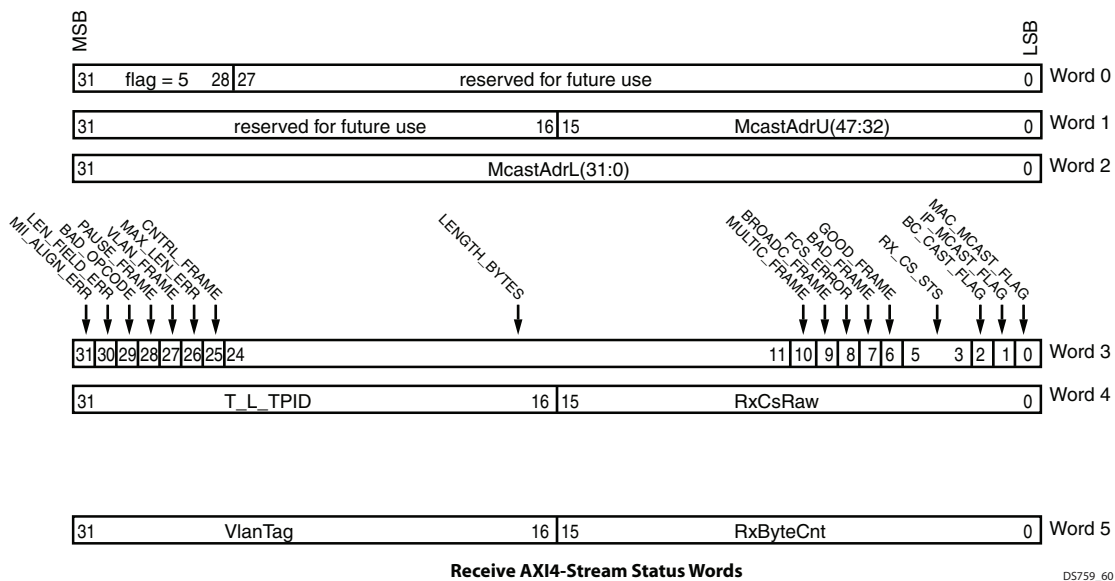 MSB
LSB
31 flag = 5 28 27 reserved for future use 0 Word 0
31 reserved for future use 16 15 McastAdrU(47:32) 0 Word 1
31 McastAdrL(31:0) 0 Word 2
MII_ALIGN_ERR
LEN_FIELD_ERR
BAD_OPCODE
PAUSE_FRAME
VLAN_FRAME
MAX_LEN_ERR
CNTRL_FRAME
LENGTH_BYTES
MULTIC_FRAME
BROADC_FRAME
FCS_ERROR
BAD_FRAME
GOOD_FRAME
RX_CS_STS
BC_CAST_FLAG
IP_MCAST_FLAG
MAC_MCAST_FLAG
31 30 29 28 27 26 25 24 11 10 9 8 7 6 5 3 2 1 0 Word 3
31 T_L_TPID 16 15 RxCsRaw 0 Word 4
31 VlanTag 16 15 RxByteCnt 0 Word 5
Receive AXI4-Stream Status Words
DS759_60